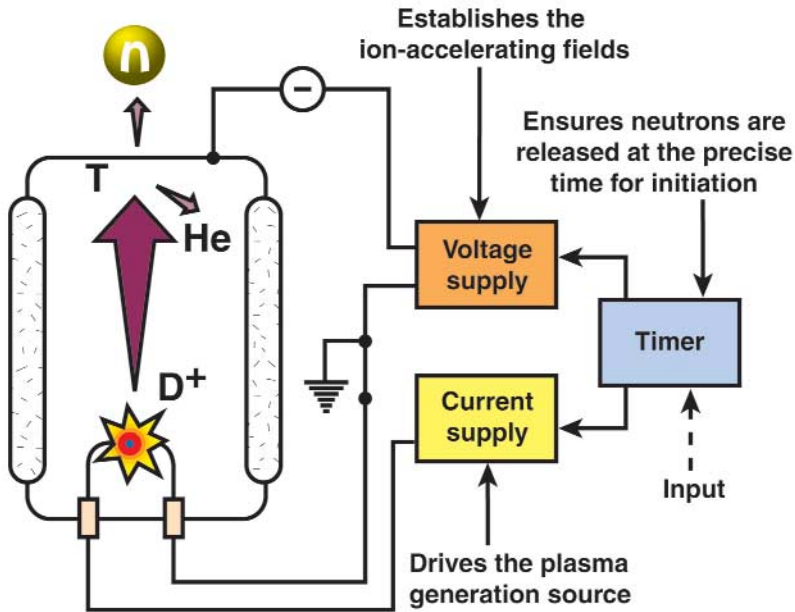 Establishes the
ion-accelerating fields
n
−
Ensures neutrons are
released at the precise
time for initiation
T
He
Voltage
supply
Timer
D+
Current
supply
Input
Drives the plasma
generation source